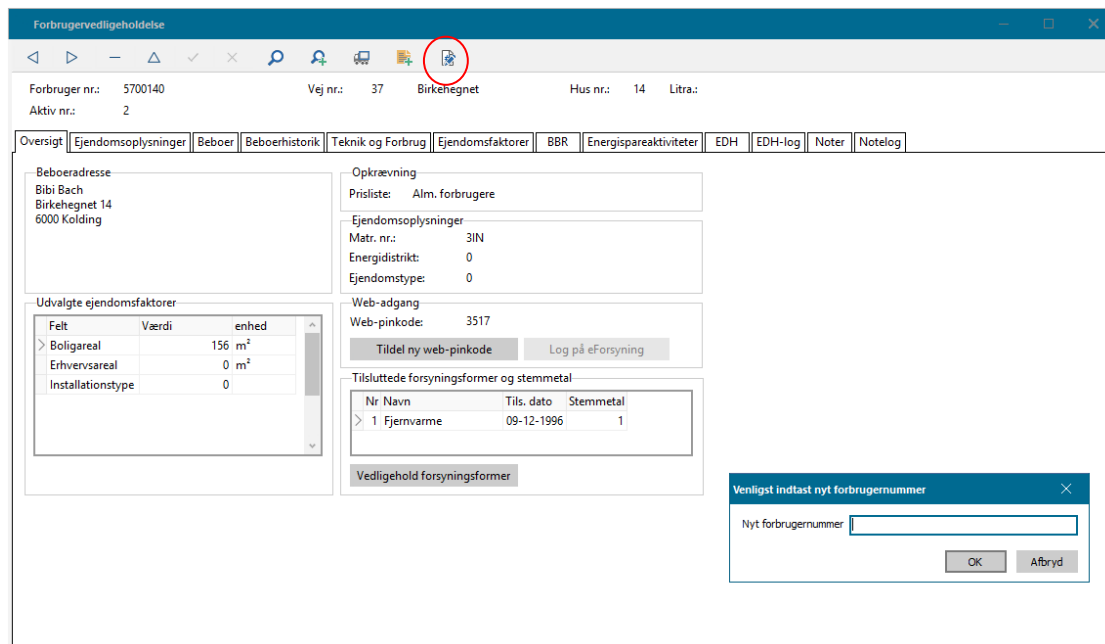 Forbrugervedligeholdelse
Forbruger nr.: 5700140 Vej nr.: 37 Birkehegnet Hus nr.: 14 Litra.:
Aktiv nr.: 2
Oversigt Ejendomsoplysninger Beboer Beboerhistorik Teknik og Forbrug Ejendomsfaktorer BBR Energispareaktiviteter EDH EDH-log Noter Notelog
Beboeradresse
Bibi Bach
Birkehegnet 14
6000 Kolding
Opkrævning
Prisliste: Alm. forbrugere
Ejendomsoplysninger
Matr. nr.: 3IN
Energidistrikt: 0
Ejendomstype: 0
Udvalgte ejendomsfaktorer
Felt Værdi enhed
Boligareal 156 m²
Erhvervsareal 0 m²
Installationstype 0
Web-adgang
Web-pinkode: 3517
Tildel ny web-pinkode Log på eForsyning
Tilsluttede forsyningsformer og stemmetal
Nr Navn Tils. dato Stemmetal
1 Fjernvarme 09-12-1996 1
Vedligehold forsyningsformer
Venligst indtast nyt forbrugernummer
Nyt forbrugernummer
OK Afbryd